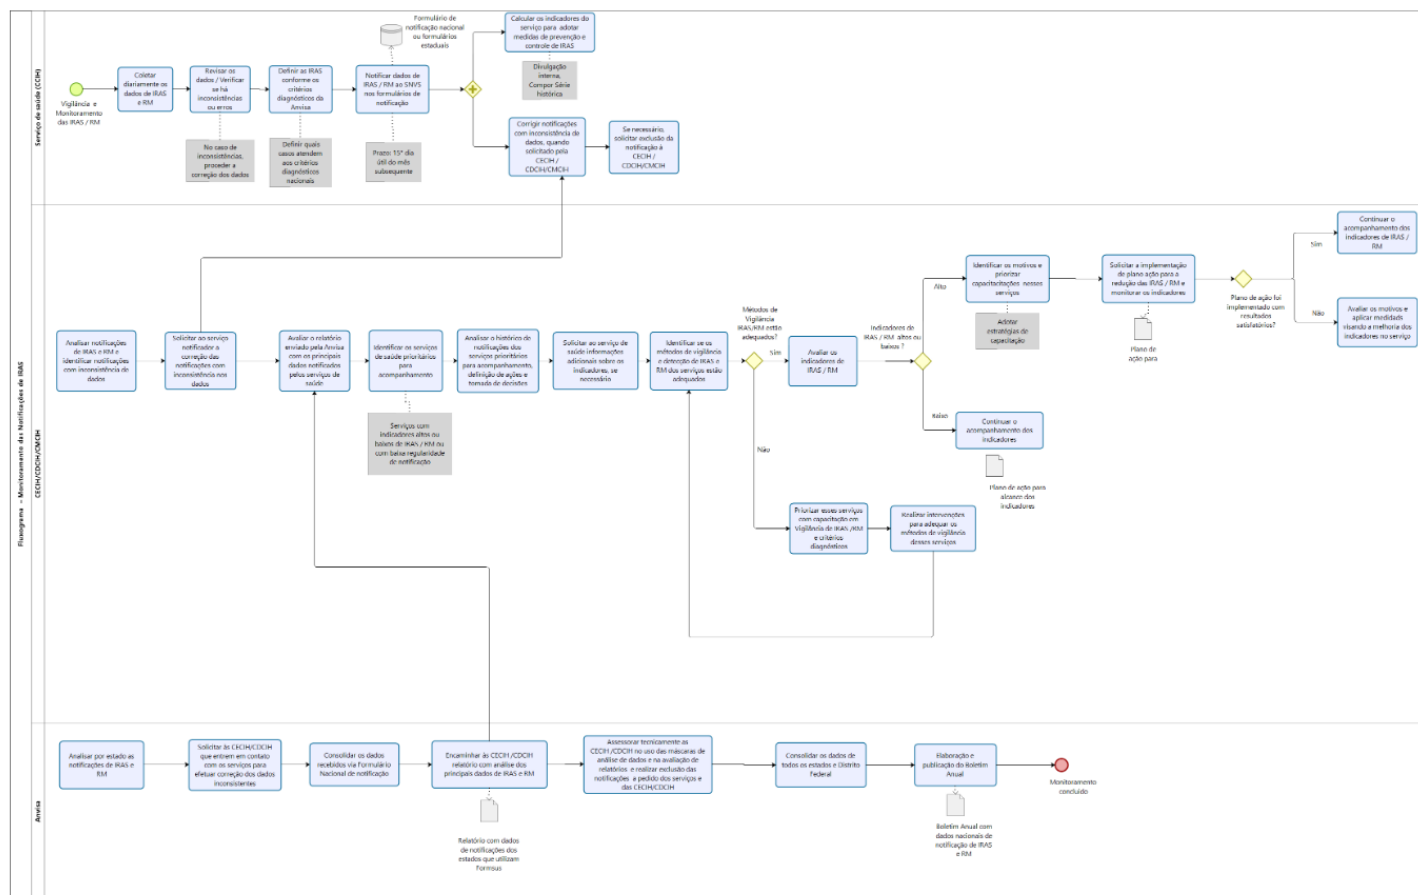 Fluxograma - Monitoramento das Notificações de IRAS
Serviço de saúde (CCIH)
Vigilância e
Monitoramento
das IRAS / RM
Coletar
diariamente os
dados de IRAS
e RM
Revisar os
dados / Verificar
se há
inconsistências
ou erros
No caso de
inconsistências,
proceder a
correção dos dados
Definir as IRAS
conforme os
critérios
diagnósticos da
Anvisa
Definir quais
casos atendem
aos critérios
diagnósticos
nacionais
Notificar dados de
IRAS / RM ao SNVS
nos formulários de
notificação
Formulário de
notificação nacional
ou formulários
estaduais
Prazo: 15º dia
útil do mês
subsequente
Calcular os indicadores do
serviço para adotar
medidas de prevenção e
controle de IRAS
Divulgação
interna,
Compor Série
histórica
Corrigir notificações
com inconsistência de
dados, quando
solicitado pela
CECIH /
CDCIH/CMCIH
Se necessário,
solicitar exclusão da
notificação à
CECIH /
CDCIH/CMCIH
CECIH/CDCIH/CMCIH
Analisar notificações
de IRAS e RM e
identificar notificações
com inconsistência de
dados
Solicitar ao serviço
notificador a
correção das
notificações com
inconsistência nos
dados
Avaliar o relatório
enviado pela Anvisa
com os principais
dados notificados
pelos serviços de
saúde
Identificar os serviços
de saúde prioritários
para acompanhamento
Serviços com
indicadores altos ou
baixos de IRAS / RM ou
com baixa regularidade
de notificação
Analisar o histórico de
notificações dos
serviços prioritários
para acompanhamento,
definição de ações e
tomada de decisões
Solicitar ao serviço de
saúde informações
adicionais sobre os
indicadores, se
necessário
Identificar se os
métodos de vigilância
e detecção de IRAS e
RM dos serviços estão
adequados
Métodos de
Vigilância
IRAS/RM estão
adequados?
Sim
Não
Avaliar os
indicadores de
IRAS / RM
Indicadores de
IRAS / RM altos ou
baixos ?
Alto
Baixo
Identificar os motivos e
priorizar
capacitacitações nesses
serviços
Adotar
estratégias de
capacitação
Solicitar a implementação
de plano ação para a
redução das IRAS / RM e
monitorar os indicadores
Plano de
ação para
Plano de ação foi
implementado com
resultados
satisfatórios?
Sim
Não
Continuar o
acompanhamento dos
indicadores de IRAS /
RM
Avaliar os motivos e
aplicar medidads
visando a melhoria dos
indicadores no serviço
Continuar o
acompanhamento dos
indicadores
Plano de ação para
alcance dos
indicadores
Priorizar esses serviços
com capacitação em
Vigilância de IRAS /RM
e critérios
diagnósticos
Realizar intervenções
para adequar os
métodos de vigilância
desses serviços
Anvisa
Analisar por estado as
notificações de IRAS e
RM
Solicitar às CECIH/CDCIH
que entrem em contato
com os serviços para
efetuar correção dos dados
inconsistentes
Consolidar os dados
recebidos via Formulário
Nacional de notificação
Encaminhar às CECIH /CDCIH
relatório com análise dos
principais dados de IRAS e RM
Relatório com dados
de notificações dos
estados que utilizam
Formsus
Assessorar tecnicamente as
CECIH /CDCIH no uso das máscaras de
análise de dados e na avaliação de
relatórios e realizar exclusão das
notificações a pedido dos serviços e
das CECIH/CDCIH
Consolidar os dados de
todos os estados e Distrito
Federal
Elaboração e
publicação do Boletim
Anual
Boletim Anual com
dados nacionais de
notificação de IRAS
e RM
Monitoramento
concluído